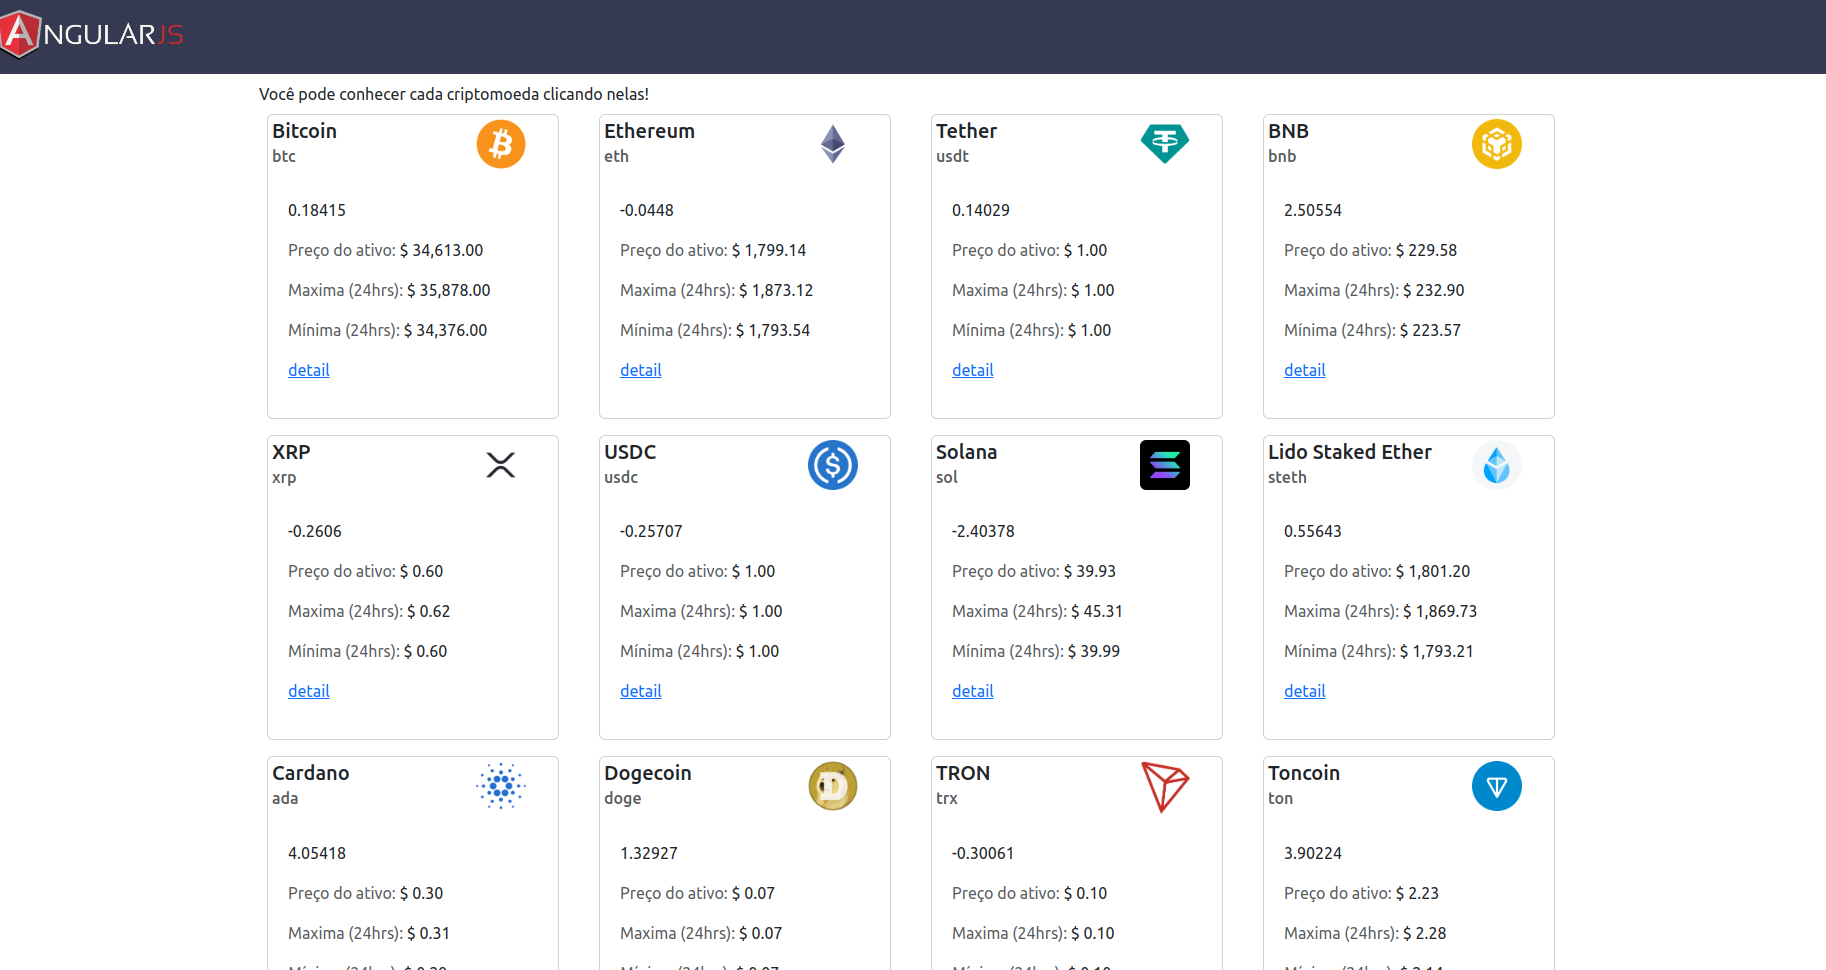 ANGULARJS
Você pode conhecer cada criptomoeda clicando nelas!
Bitcoin
btc
0.18415
Preço do ativo: $ 34,613.00
Maxima (24hrs): $ 35,878.00
Mínima (24hrs): $ 34,376.00
detail
Ethereum
eth
-0.0448
Preço do ativo: $ 1,799.14
Maxima (24hrs): $ 1,873.12
Mínima (24hrs): $ 1,793.54
detail
Tether
usdt
0.14029
Preço do ativo: $ 1.00
Maxima (24hrs): $ 1.00
Mínima (24hrs): $ 1.00
detail
BNB
bnb
2.50554
Preço do ativo: $ 229.58
Maxima (24hrs): $ 232.90
Mínima (24hrs): $ 223.57
detail
XRP
xrp
-0.2606
Preço do ativo: $ 0.60
Maxima (24hrs): $ 0.62
Mínima (24hrs): $ 0.60
detail
USDC
usdc
-0.25707
Preço do ativo: $ 1.00
Maxima (24hrs): $ 1.00
Mínima (24hrs): $ 1.00
detail
Solana
sol
-2.40378
Preço do ativo: $ 39.93
Maxima (24hrs): $ 45.31
Mínima (24hrs): $ 39.99
detail
Lido Staked Ether
steth
0.55643
Preço do ativo: $ 1,801.20
Maxima (24hrs): $ 1,869.73
Mínima (24hrs): $ 1,793.21
detail
Cardano
ada
4.05418
Preço do ativo: $ 0.30
Maxima (24hrs): $ 0.31
Mínima (24hrs):
Dogecoin
doge
1.32927
Preço do ativo: $ 0.07
Maxima (24hrs): $ 0.07
Mínima (24hrs):
TRON
trx
-0.30061
Preço do ativo: $ 0.10
Maxima (24hrs): $ 0.10
Mínima (24hrs):
Toncoin
ton
3.90224
Preço do ativo: $ 2.23
Maxima (24hrs): $ 2.28
Mínima (24hrs):